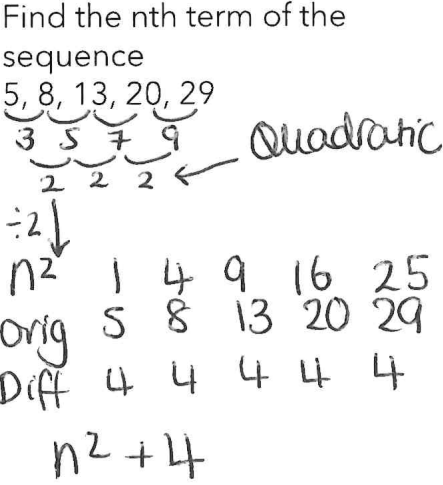 Find the nth term of the
sequence
5, 8, 13, 20, 29
3 5 7 9
Quadratic
2 2 2
÷2
n² 1 4 9 16 25
orig 5 8 13 20 29
Diff 4 4 4 4 4
n² + 4